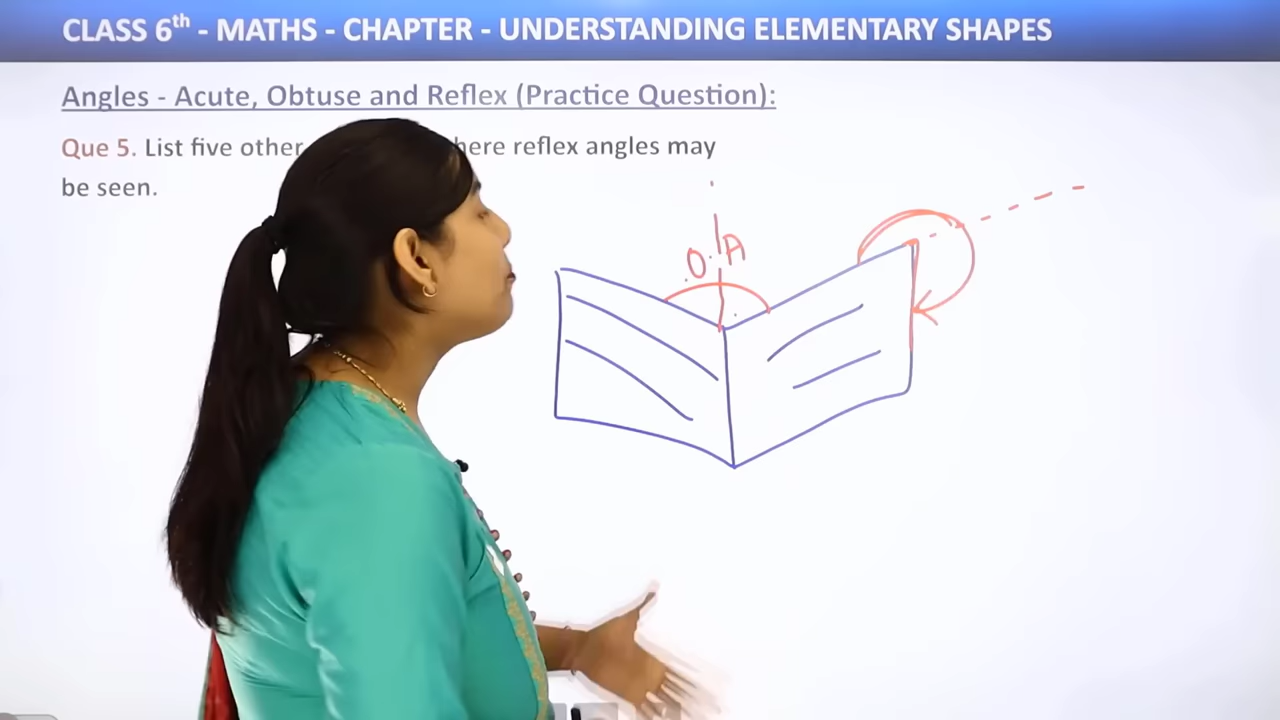 CLASS 6th - MATHS - CHAPTER - UNDERSTANDING ELEMENTARY SHAPES
Angles - Acute, Obtuse and Reflex (Practice Question):
Que 5. List five other here reflex angles may
be seen.
O.A